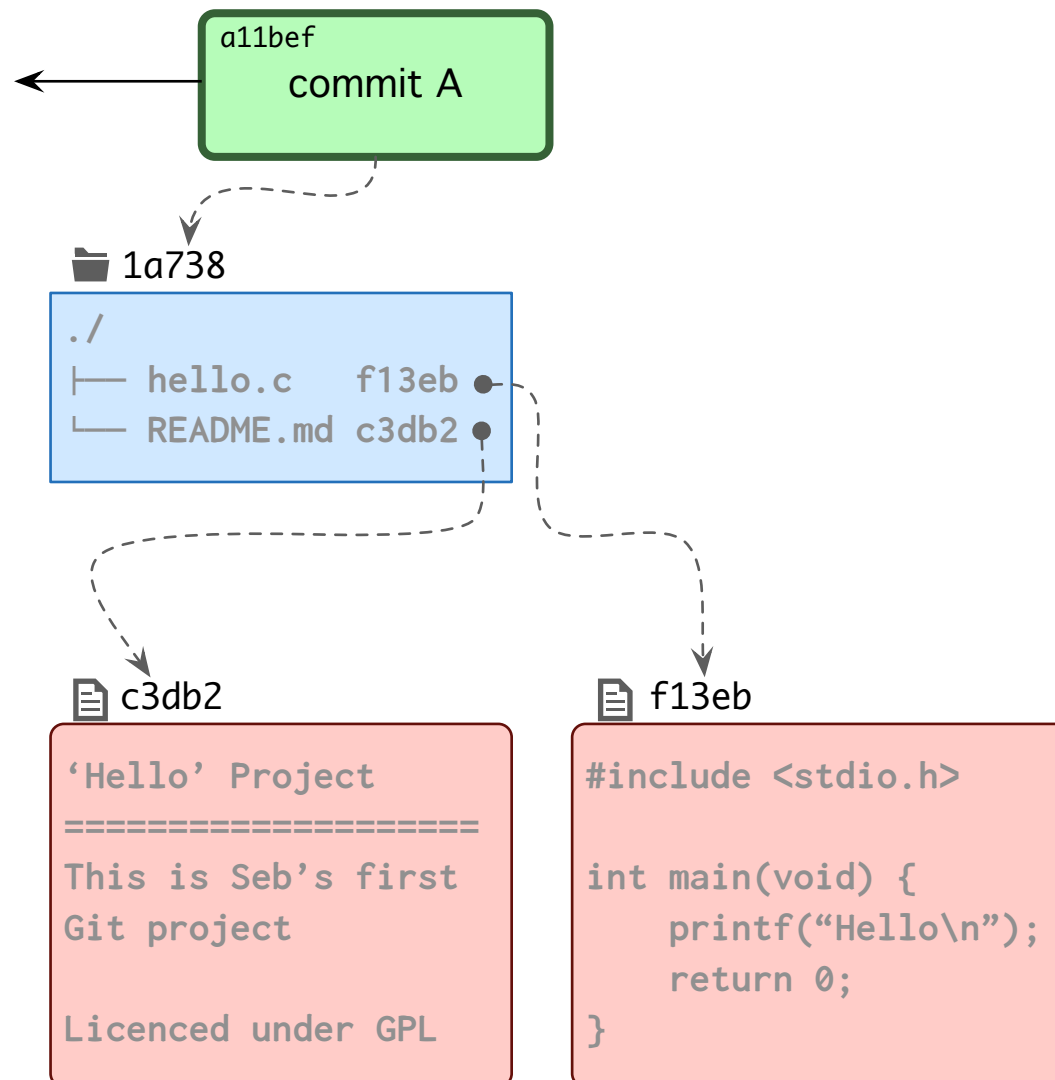 a11bef
commit A
1a738
./
├── hello.c   f13eb
└── README.md c3db2
c3db2
‘Hello’ Project
====================
This is Seb’s first
Git project
Licenced under GPL
f13eb
#include <stdio.h>
int main(void) {
    printf(“Hello\n”);
    return 0;
}